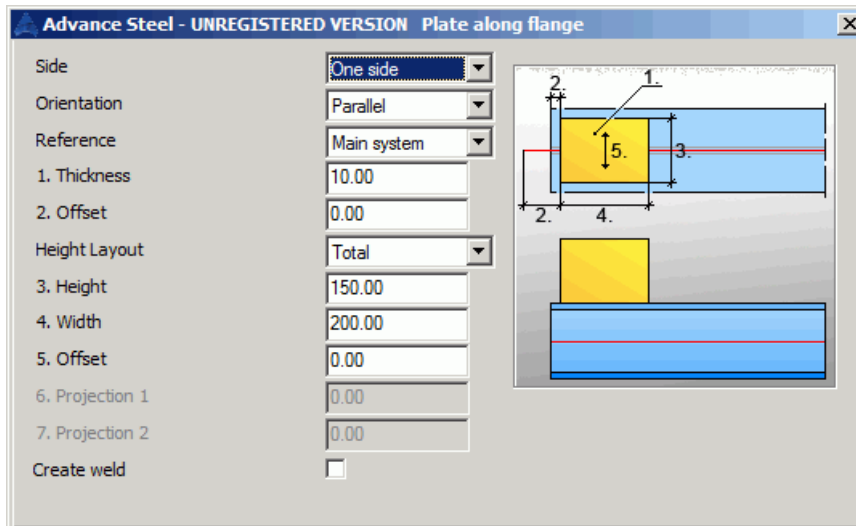 Advance Steel - UNREGISTERED VERSION Plate along flange
Side One side
Orientation Parallel
Reference Main system
1. Thickness 10.00
2. Offset 0.00
Height Layout Total
3. Height 150.00
4. Width 200.00
5. Offset 0.00
6. Projection 1 0.00
7. Projection 2 0.00
Create weld
2. 1.
5. 3.
2. 4.